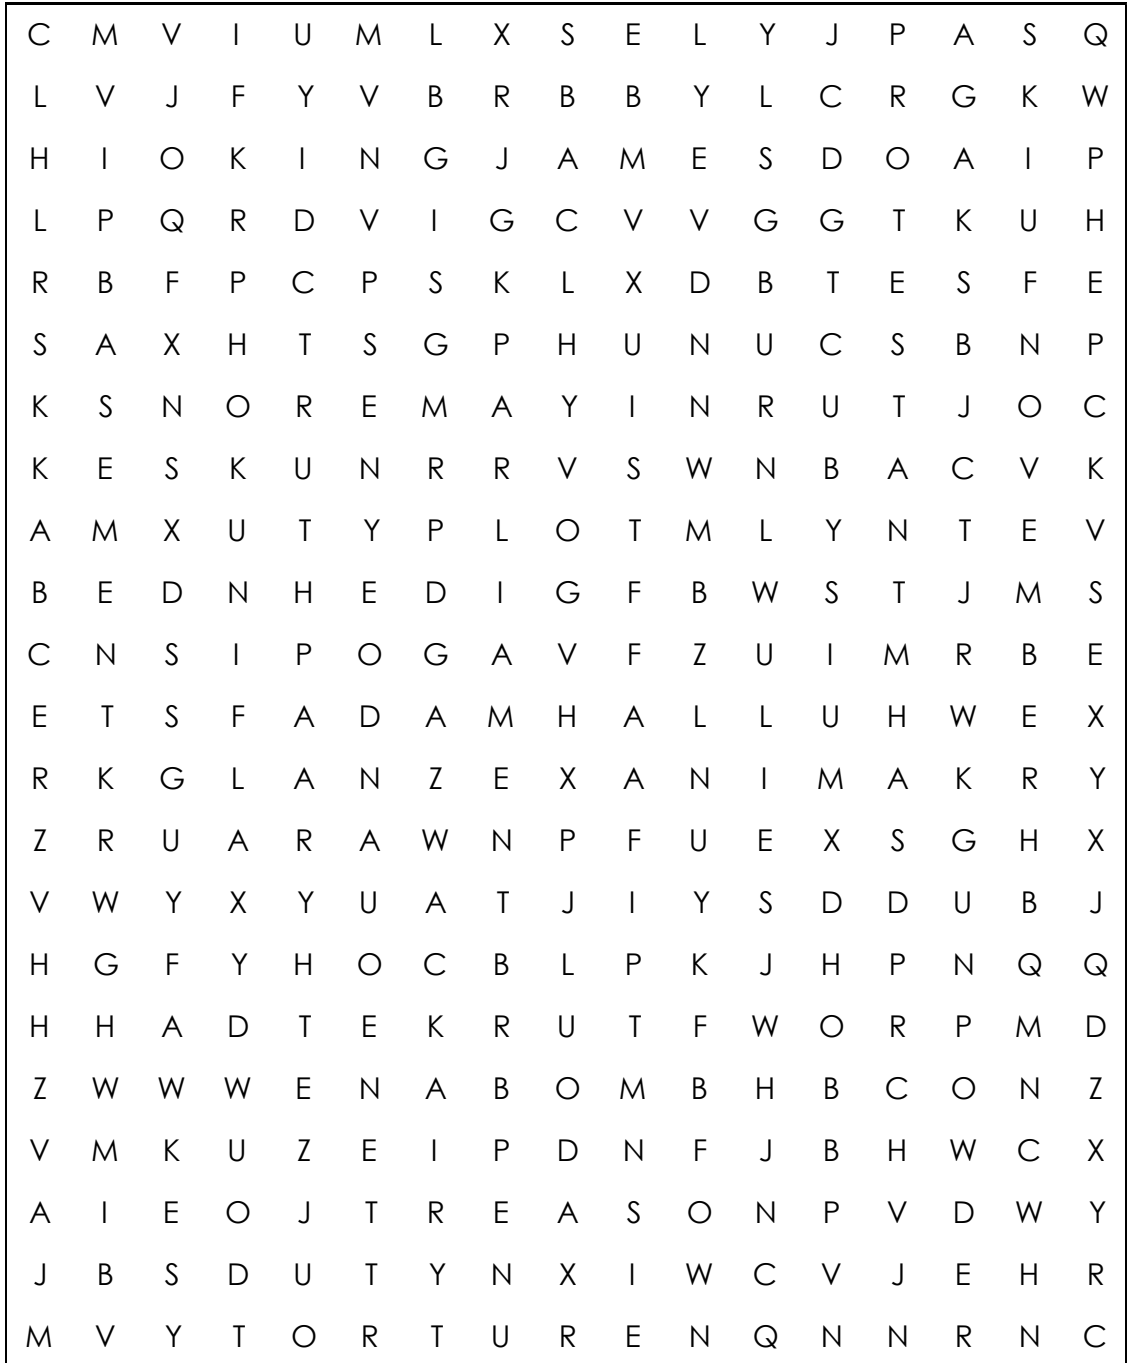 C M V I U M L X S E L Y J P A S Q
L V J F Y V B R B B Y L C R G K W
H I O K I N G J A M E S D O A I P
L P Q R D V I G C V V G G T K U H
R B F P C P S K L X D B T E S F E
S A X H T S G P H U N U C S B N P
K S N O R E M A Y I N R U T J O C
K E S K U N R R V S W N B A C V K
A M X U T Y P L O T M L Y N T E V
B E D N H E D I G F B W S T J M S
C N S I P O G A V F Z U I M R B E
E T S F A D A M H A L L U H W E X
R K G L A N Z E X A N I M A K R Y
Z R U A R A W N P F U E X S G H X
V W Y X Y U A T J I Y S D D U B J
H G F Y H O C B L P K J H P N Q Q
H H A D T E K R U T F W O R P M D
Z W W W E N A B O M B H B C O N Z
V M K U Z E I P D N F J B H W C X
A I E O J T R E A S O N P V D W Y
J B S D U T Y N X I W C V J E H R
M V Y T O R T U R E N Q N N R N C